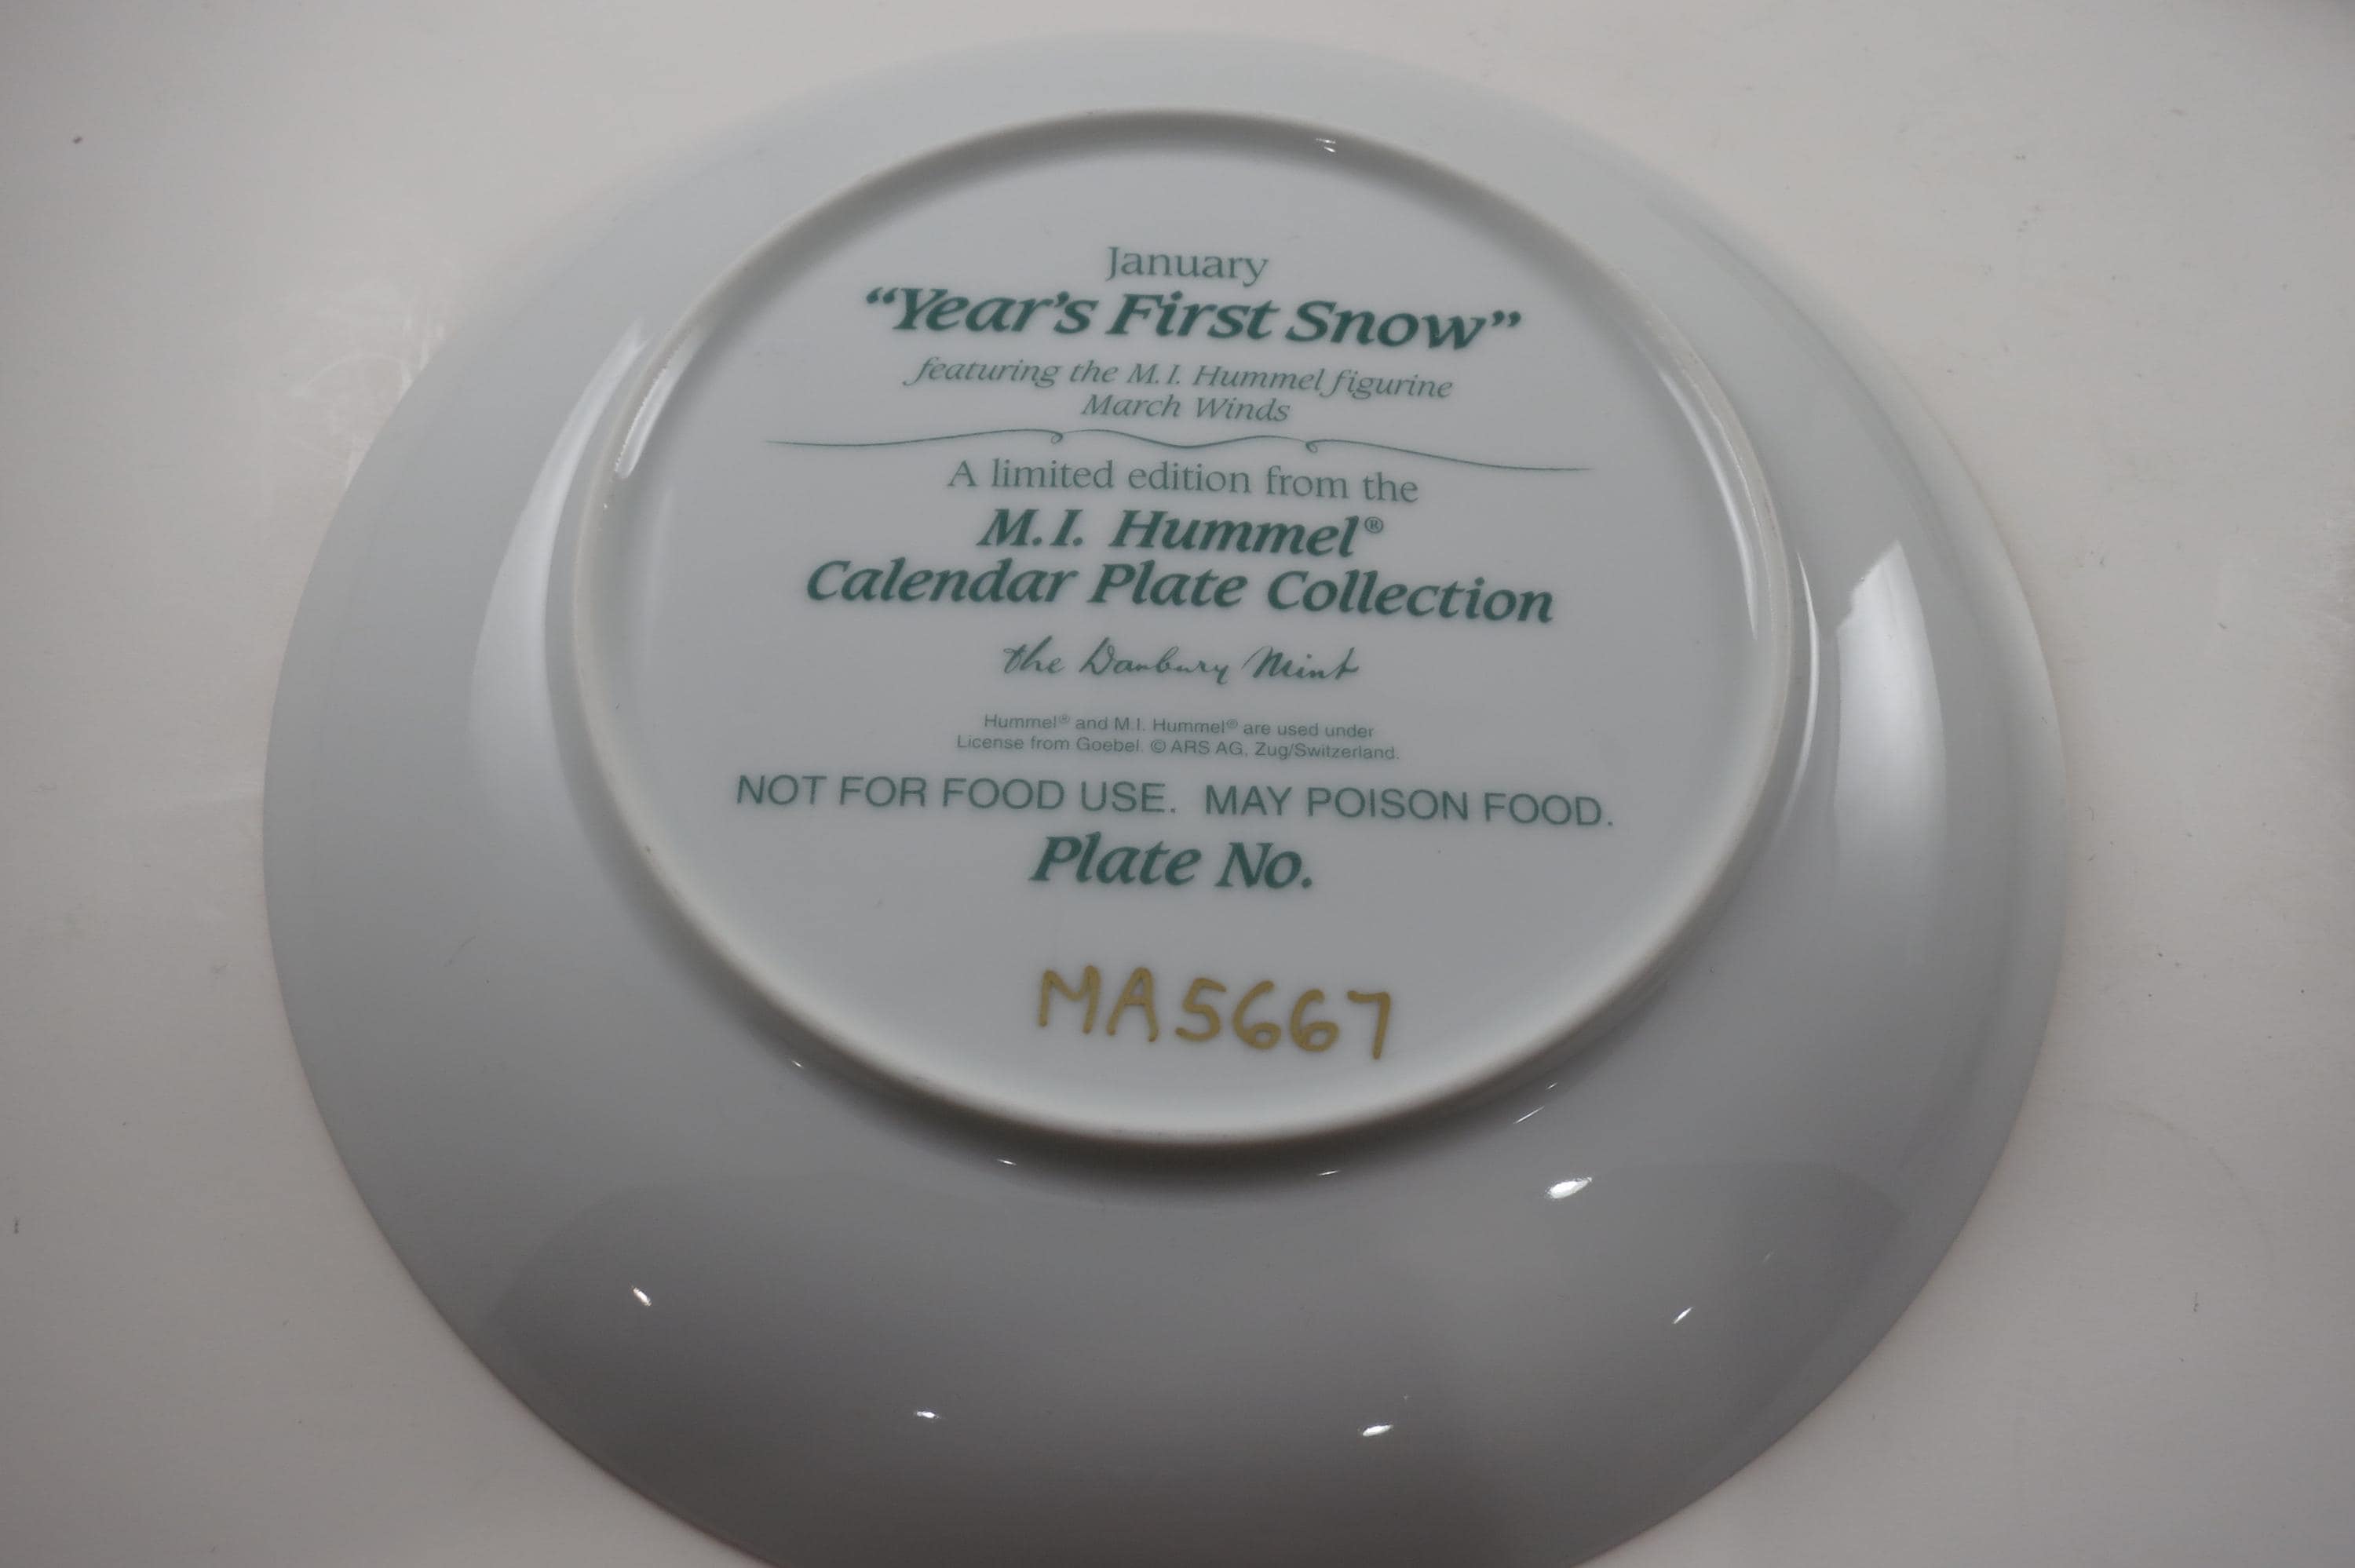 January
“Year’s First Snow”
featuring the M.I. Hummel figurine
March Winds
A limited edition from the
M.I. Hummel®
Calendar Plate Collection
the Danbury Mint
Hummel® and M.I. Hummel® are used under
License from Goebel. © ARS AG, Zug/Switzerland.
NOT FOR FOOD USE. MAY POISON FOOD.
Plate No.
MA5667